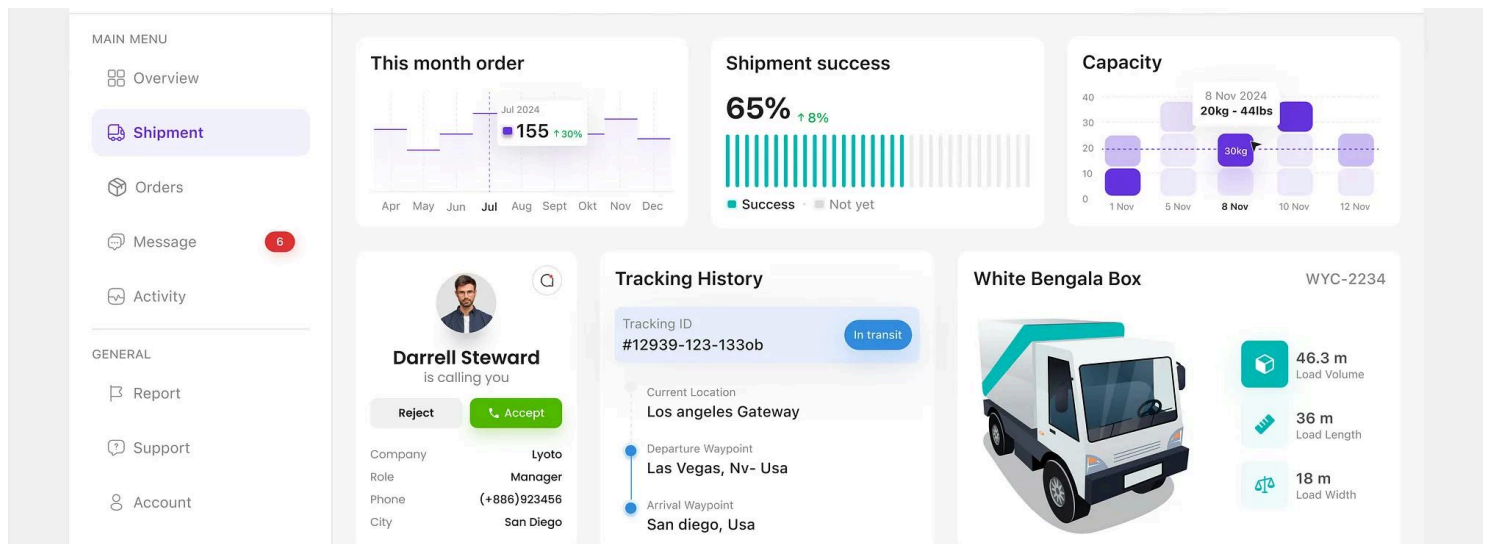 MAIN MENU
Overview
Shipment
Orders
Message 6
Activity
GENERAL
Report
Support
Account
This month order
Jul 2024
155 ↑ 30%
Apr May Jun Jul Aug Sept Okt Nov Dec
Shipment success
65% ↑ 8%
Success Not yet
Capacity
40
30
20
10
0
8 Nov 2024
20kg - 44lbs
30kg
1 Nov 5 Nov 8 Nov 10 Nov 12 Nov
Darrell Steward
is calling you
Reject Accept
Company Lyoto
Role Manager
Phone (+886)923456
City San Diego
Tracking History
Tracking ID
#12939-123-133ob
In transit
Current Location
Los angeles Gateway
Departure Waypoint
Las Vegas, Nv- Usa
Arrival Waypoint
San diego, Usa
White Bengala Box WYC-2234
46.3 m
Load Volume
36 m
Load Length
18 m
Load Width